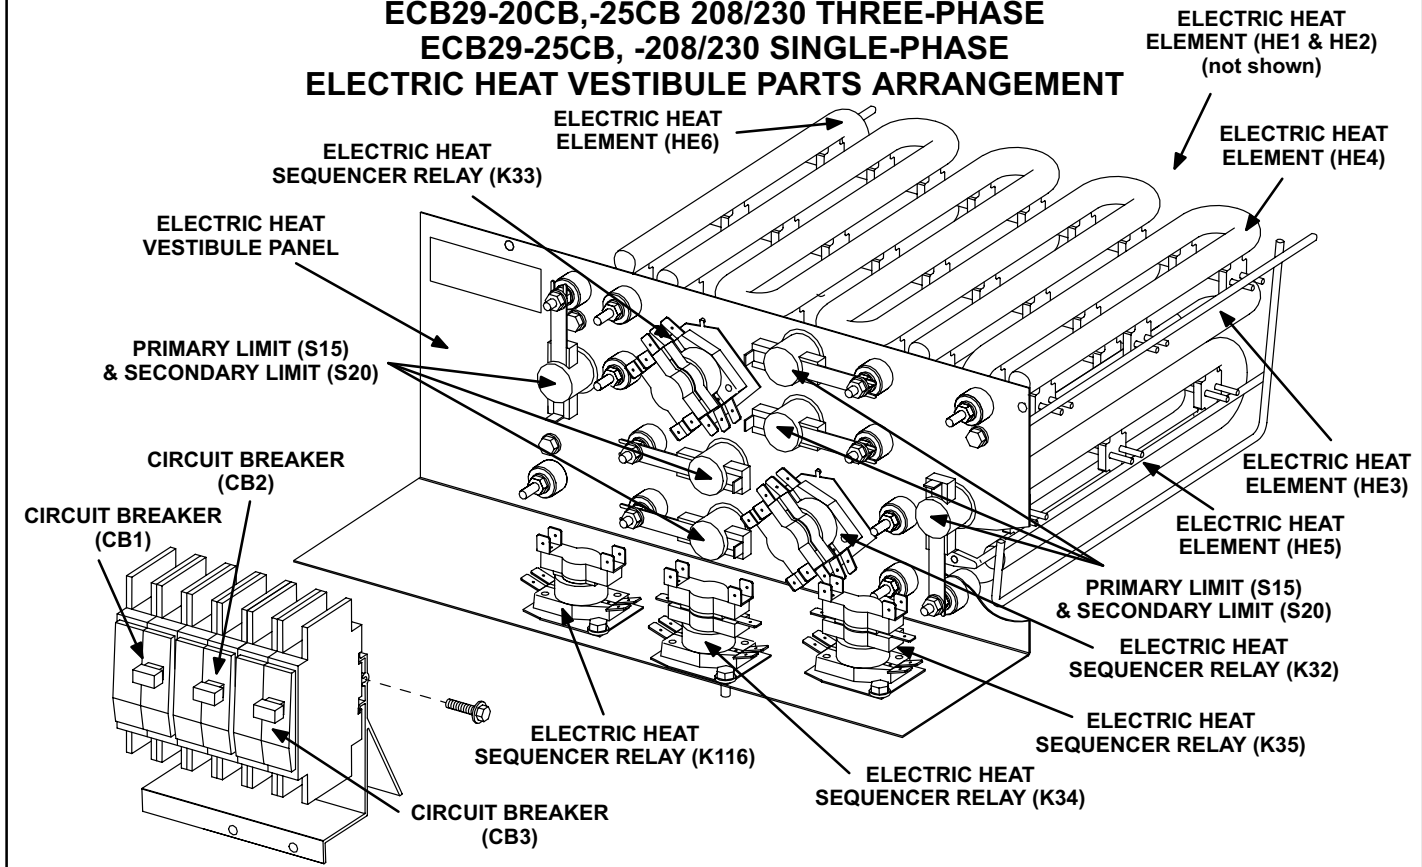 ECB29-20CB,-25CB 208/230 THREE-PHASE
ECB29-25CB, -208/230 SINGLE-PHASE
ELECTRIC HEAT VESTIBULE PARTS ARRANGEMENT
ELECTRIC HEAT
ELEMENT (HE1 & HE2)
(not shown)
ELECTRIC HEAT
ELEMENT (HE6)
ELECTRIC HEAT
ELEMENT (HE4)
ELECTRIC HEAT
SEQUENCER RELAY (K33)
ELECTRIC HEAT
VESTIBULE PANEL
PRIMARY LIMIT (S15)
& SECONDARY LIMIT (S20)
CIRCUIT BREAKER
(CB2)
CIRCUIT BREAKER
(CB1)
ELECTRIC HEAT
ELEMENT (HE3)
ELECTRIC HEAT
ELEMENT (HE5)
PRIMARY LIMIT (S15)
& SECONDARY LIMIT (S20)
ELECTRIC HEAT
SEQUENCER RELAY (K32)
ELECTRIC HEAT
SEQUENCER RELAY (K35)
ELECTRIC HEAT
SEQUENCER RELAY (K116)
ELECTRIC HEAT
SEQUENCER RELAY (K34)
CIRCUIT BREAKER
(CB3)